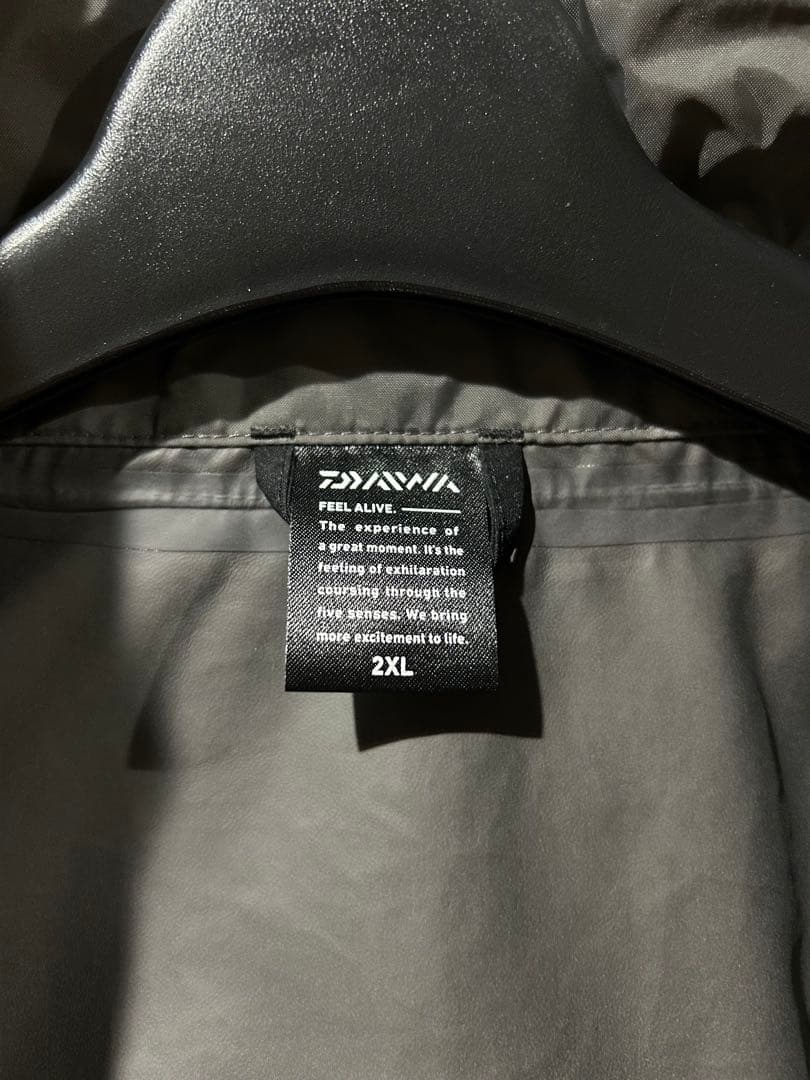 DAIWA
FEEL ALIVE.
The experience of
a great moment. It's the
feeling of exhilaration
coursing through the
five senses. We bring
more excitement to life.
2XL